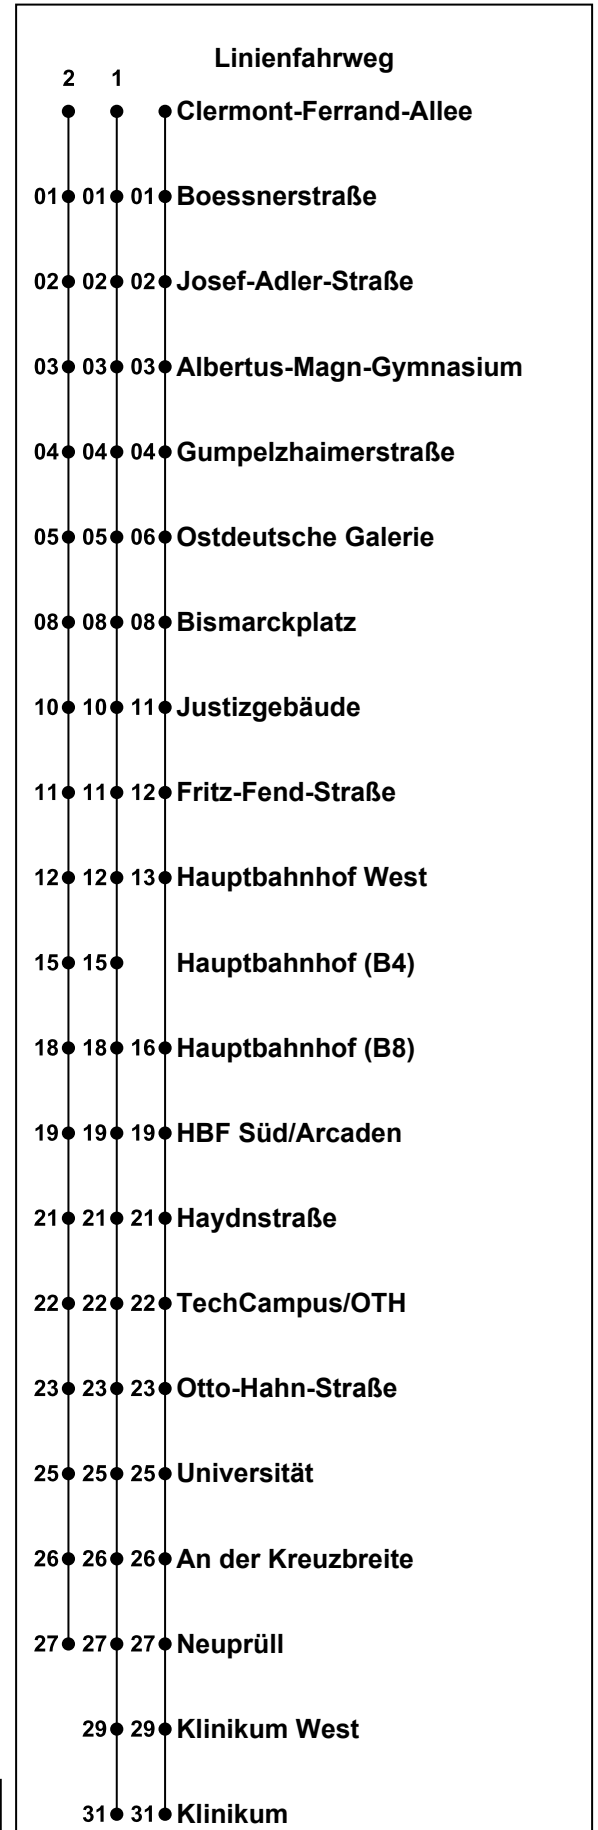 Linienfahrweg
2 1
Clermont-Ferrand-Allee
01 01 01 Boessnerstraße
02 02 02 Josef-Adler-Straße
03 03 03 Albertus-Magn-Gymnasium
04 04 04 Gumpelzhaimerstraße
05 05 06 Ostdeutsche Galerie
08 08 08 Bismarckplatz
10 10 11 Justizgebäude
11 11 12 Fritz-Fend-Straße
12 12 13 Hauptbahnhof West
15 15 Hauptbahnhof (B4)
18 18 16 Hauptbahnhof (B8)
19 19 19 HBF Süd/Arcaden
21 21 21 Haydnstraße
22 22 22 TechCampus/OTH
23 23 23 Otto-Hahn-Straße
25 25 25 Universität
26 26 26 An der Kreuzbreite
27 27 27 Neuprüll
29 29 Klinikum West
31 31 Klinikum